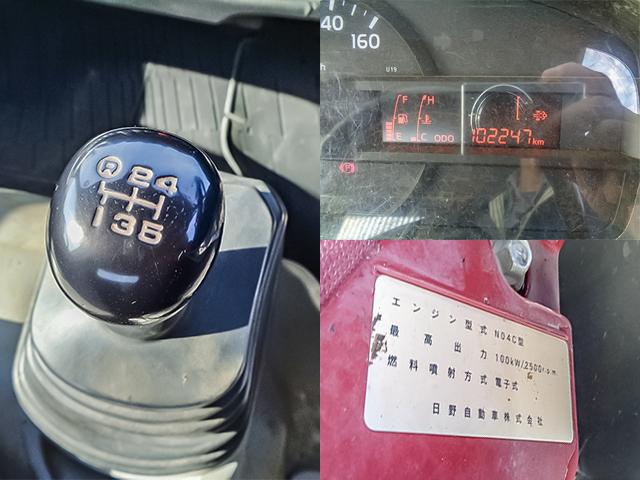 R 2 4
1 3 5
40
160
U19
F H
E C ODO 102247km
エンジン型式 N04C型
最高出力 100kW/2500r.p.m
燃料噴射方式 電子式
日野自動車株式会社